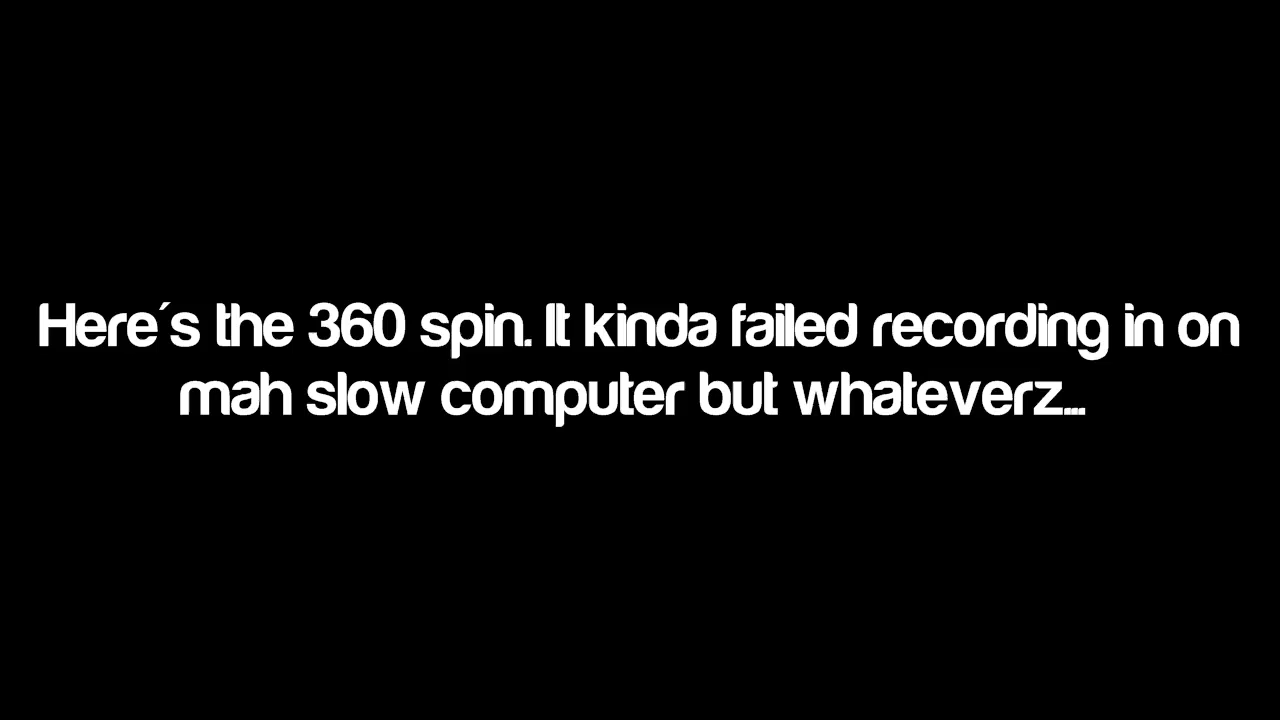 Here´s the 360 spin. It kinda failed recording in on
mah slow computer but whateverz...